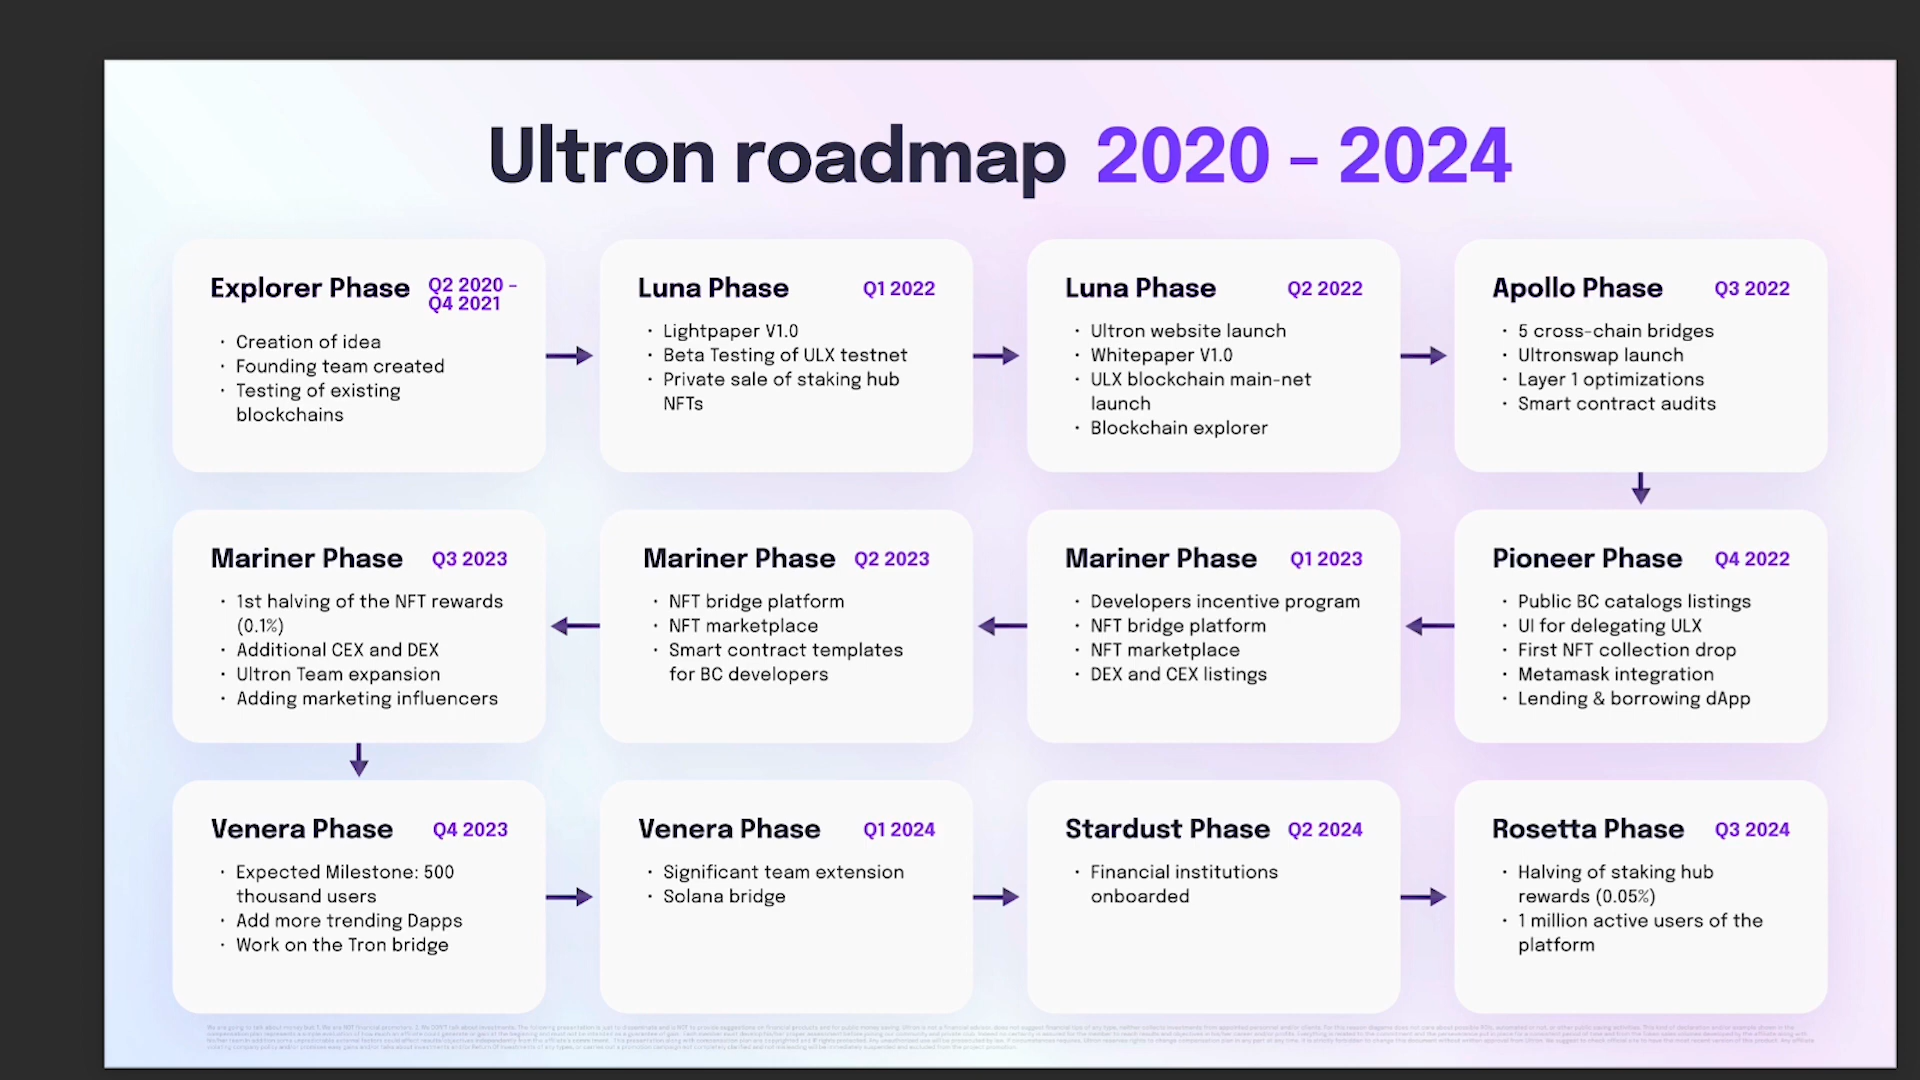 Ultron roadmap 2020 - 2024
Explorer Phase Q2 2020 -
Q4 2021
· Creation of idea
· Founding team created
· Testing of existing
blockchains
Luna Phase Q1 2022
· Lightpaper V1.0
· Beta Testing of ULX testnet
· Private sale of staking hub
NFTs
Luna Phase Q2 2022
· Ultron website launch
· Whitepaper V1.0
· ULX blockchain main-net
launch
· Blockchain explorer
Apollo Phase Q3 2022
· 5 cross-chain bridges
· Ultronswap launch
· Layer 1 optimizations
· Smart contract audits
Pioneer Phase Q4 2022
· Public BC catalogs listings
· UI for delegating ULX
· First NFT collection drop
· Metamask integration
· Lending & borrowing dApp
Mariner Phase Q1 2023
· Developers incentive program
· NFT bridge platform
· NFT marketplace
· DEX and CEX listings
Mariner Phase Q2 2023
· NFT bridge platform
· NFT marketplace
· Smart contract templates
for BC developers
Mariner Phase Q3 2023
· 1st halving of the NFT rewards
(0.1%)
· Additional CEX and DEX
· Ultron Team expansion
· Adding marketing influencers
Venera Phase Q4 2023
· Expected Milestone: 500
thousand users
· Add more trending Dapps
· Work on the Tron bridge
Venera Phase Q1 2024
· Significant team extension
· Solana bridge
Stardust Phase Q2 2024
· Financial institutions
onboarded
Rosetta Phase Q3 2024
· Halving of staking hub
rewards (0.05%)
· 1 million active users of the
platform